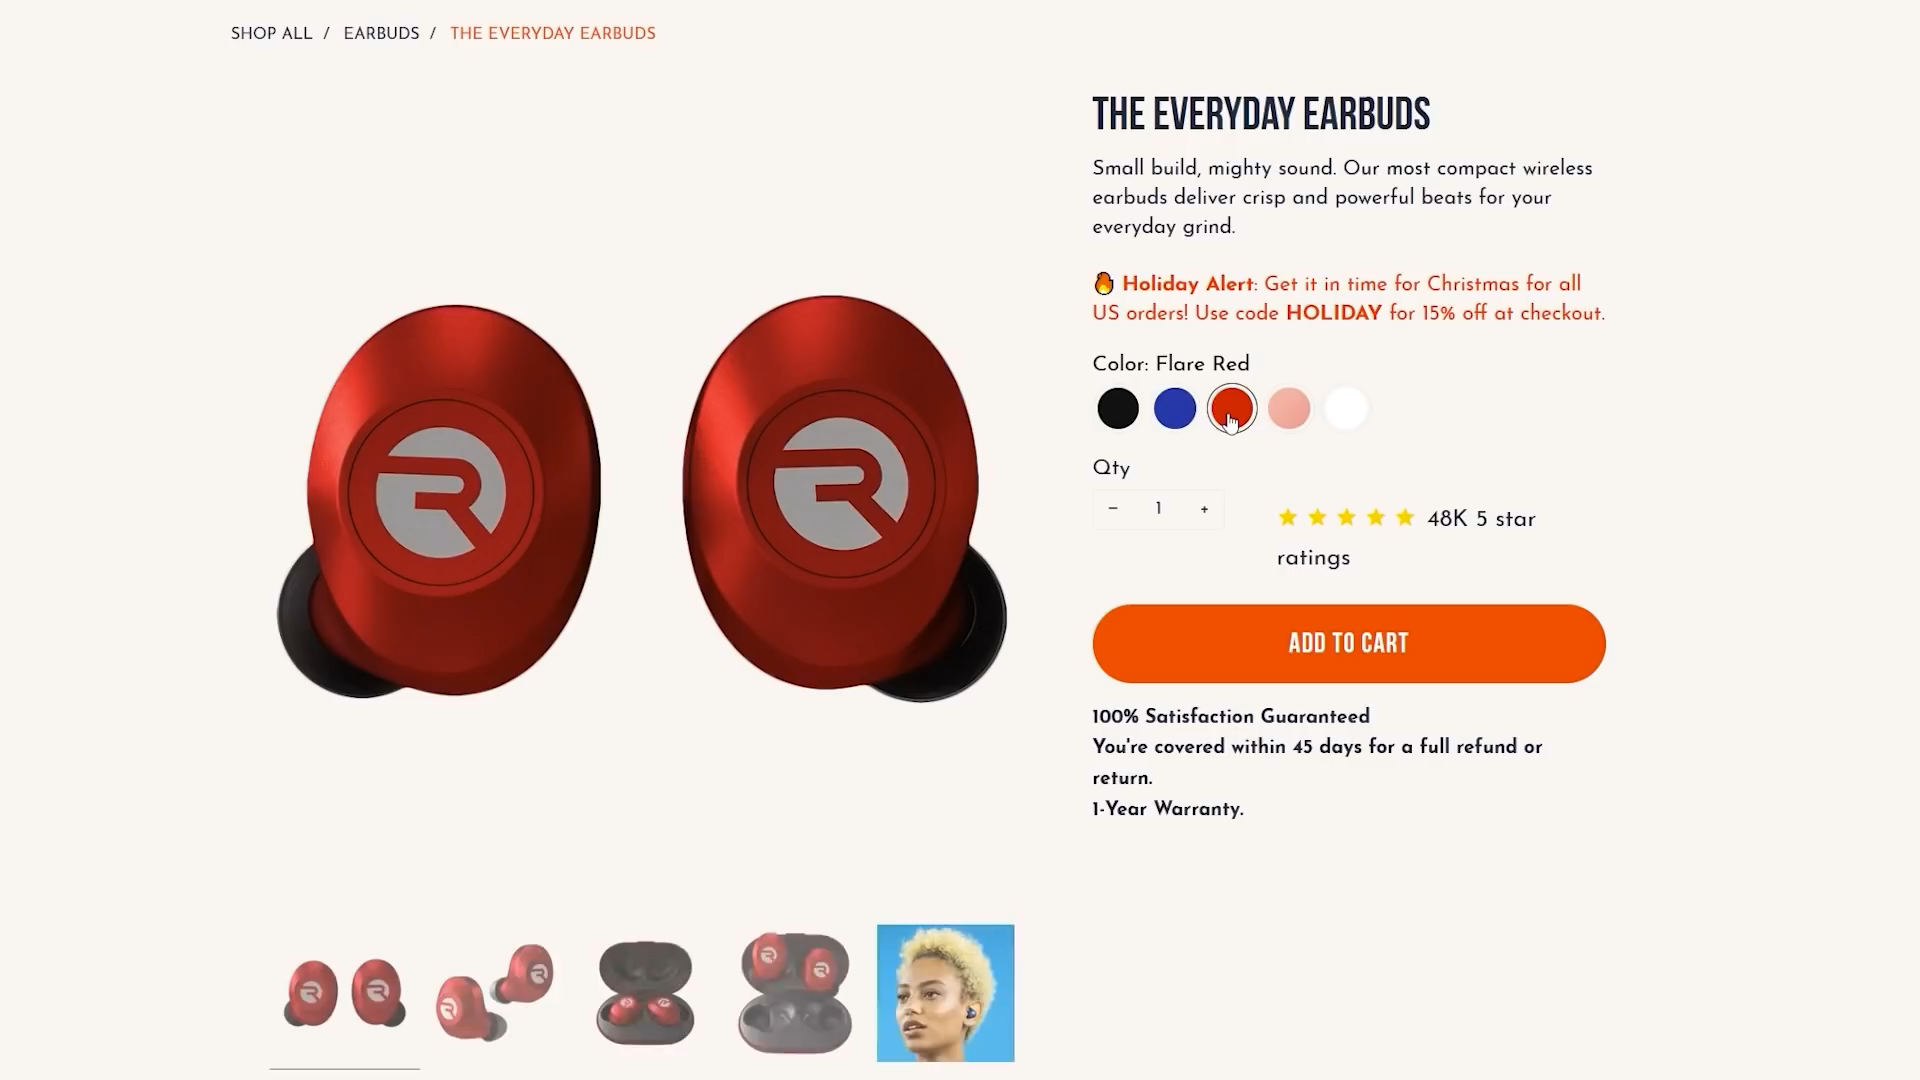 SHOP ALL / EARBUDS / THE EVERYDAY EARBUDS
THE EVERYDAY EARBUDS
Small build, mighty sound. Our most compact wireless
earbuds deliver crisp and powerful beats for your
everyday grind.
🔥 Holiday Alert: Get it in time for Christmas for all
US orders! Use code HOLIDAY for 15% off at checkout.
Color: Flare Red
Qty
− 1 +
★★★★★ 48K 5 star
ratings
ADD TO CART
100% Satisfaction Guaranteed
You're covered within 45 days for a full refund or
return.
1-Year Warranty.